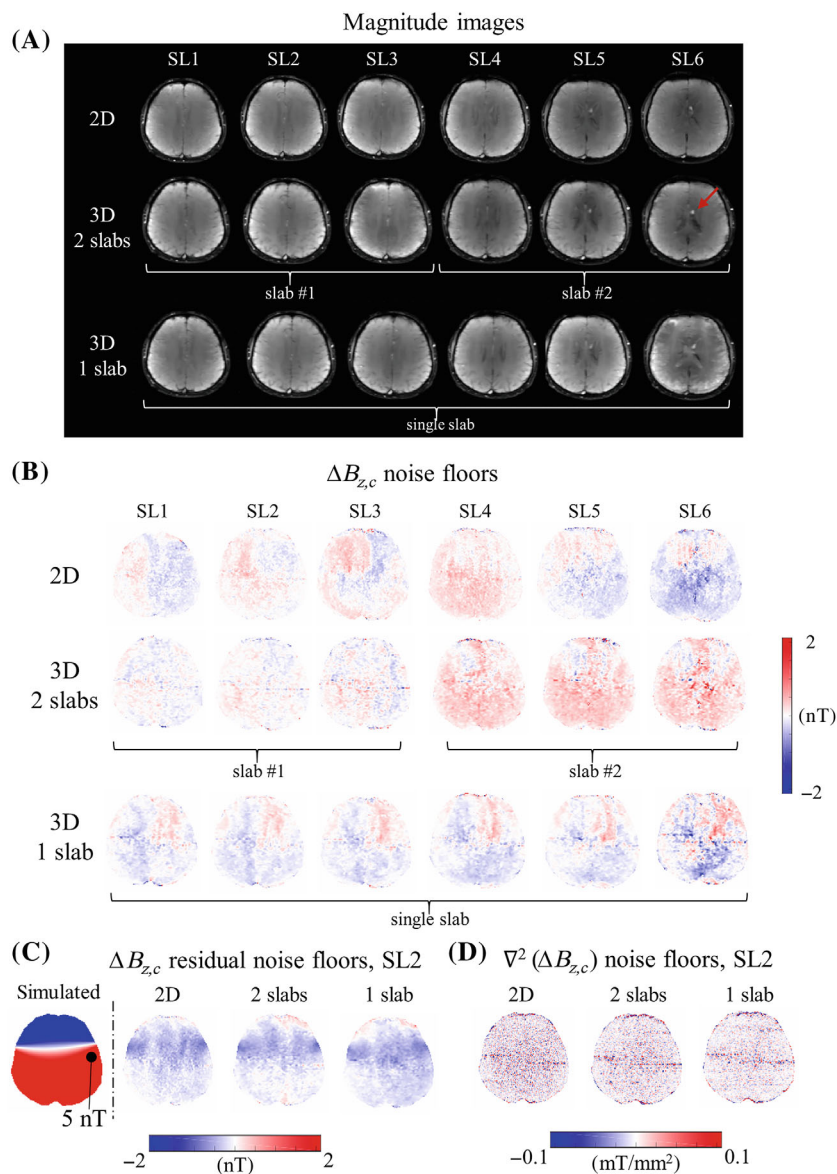 Magnitude images
(A)
SL1 SL2 SL3 SL4 SL5 SL6
2D
3D
2 slabs
slab #1 slab #2
3D
1 slab
single slab
(B)
ΔB_{z,c} noise floors
SL1 SL2 SL3 SL4 SL5 SL6
2D
3D
2 slabs
2
(nT)
−2
slab #1 slab #2
3D
1 slab
single slab
(C) ΔB_{z,c} residual noise floors, SL2
Simulated 2D 2 slabs 1 slab
5 nT
−2 (nT) 2
(D) ∇² (ΔB_{z,c}) noise floors, SL2
2D 2 slabs 1 slab
−0.1 (mT/mm²) 0.1